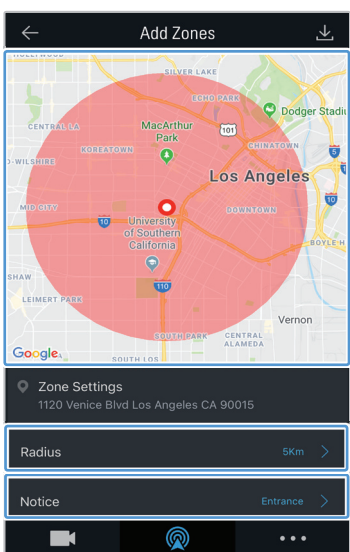 Add Zones
HOLLYWOOD
SILVER LAKE
ECHO PARK
Dodger Stadiu
MacArthur
Park
101
CENTRAL LA
KOREATOWN
CHINATOWN
5
D-WILSHIRE
Los Angeles
10
MID CITY
DOWNTOWN
10
University
of Southern
California
BOYLE H
SHAW
110
LEIMERT PARK
Vernon
SOUTH PARK
CENTRAL
ALAMEDA
Google
SOUTH LOS
Zone Settings
1120 Venice Blvd Los Angeles CA 90015
Radius 5Km
Notice Entrance